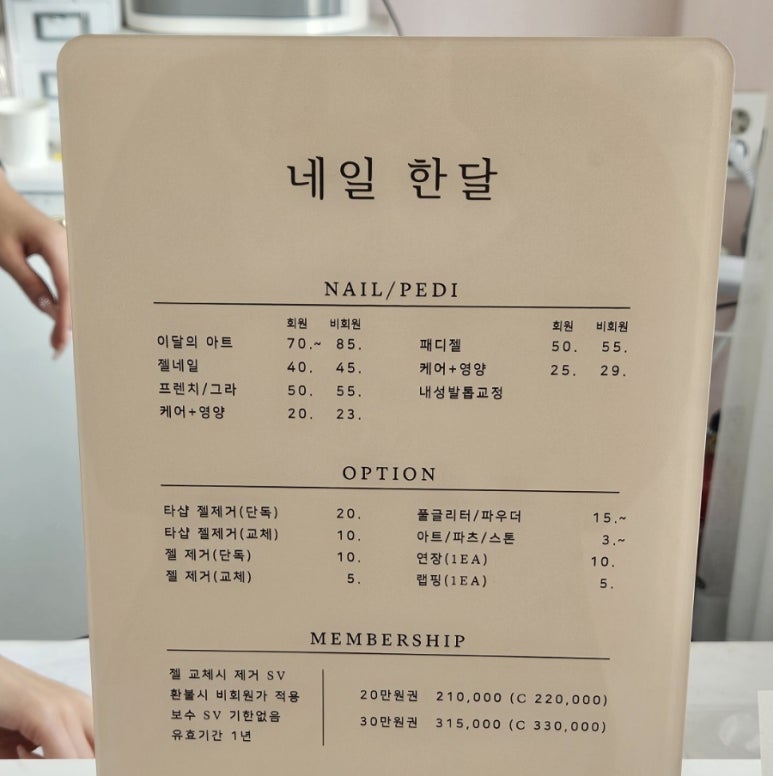 네일 한달
NAIL/PEDI
회원 비회원
이달의 아트 70.~ 85.
젤네일 40. 45.
프렌치/그라 50. 55.
케어+영양 20. 23.
회원 비회원
패디젤 50. 55.
케어+영양 25. 29.
내성발톱교정
OPTION
타샵 젤제거(단독) 20.
타샵 젤제거(교체) 10.
젤 제거(단독) 10.
젤 제거(교체) 5.
풀글리터/파우더 15.~
아트/파츠/스톤 3.~
연장(1EA) 10.
랩핑(1EA) 5.
MEMBERSHIP
젤 교체시 제거 SV
환불시 비회원가 적용
보수 SV 기한없음
유효기간 1년
20만원권 210,000 (C 220,000)
30만원권 315,000 (C 330,000)